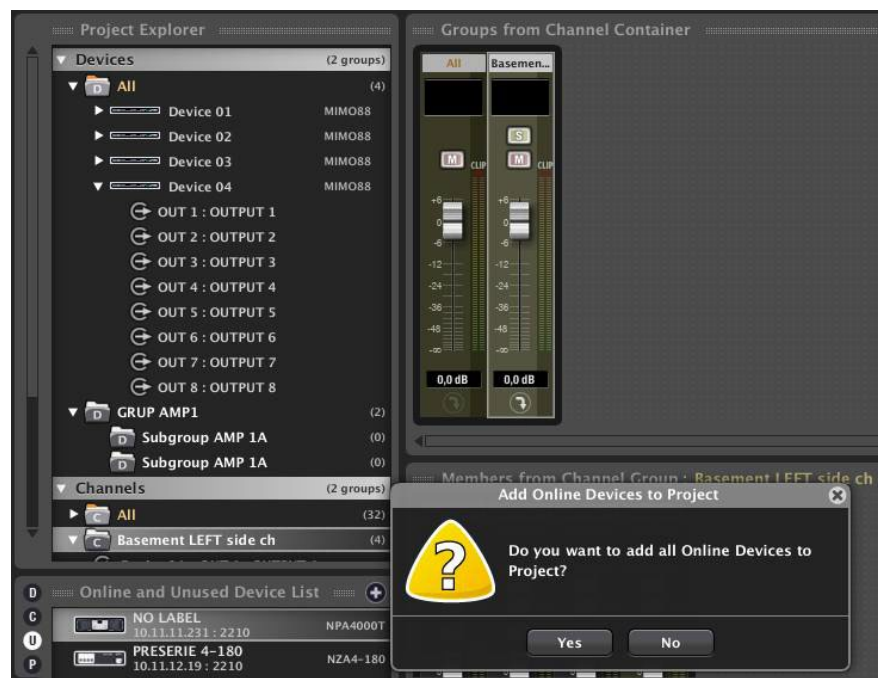 Project Explorer
Devices (2 groups)
D All (4)
Device 01 MIMO88
Device 02 MIMO88
Device 03 MIMO88
Device 04 MIMO88
OUT 1 : OUTPUT 1
OUT 2 : OUTPUT 2
OUT 3 : OUTPUT 3
OUT 4 : OUTPUT 4
OUT 5 : OUTPUT 5
OUT 6 : OUTPUT 6
OUT 7 : OUTPUT 7
OUT 8 : OUTPUT 8
D GRUP AMP1 (2)
D Subgroup AMP 1A (0)
D Subgroup AMP 1A (0)
Channels (2 groups)
C All (32)
C Basement LEFT side ch (4)
D
C
U
P
Online and Unused Device List
NO LABEL
10.11.11.231 : 2210 NPA4000T
PRESERIE 4-180
10.11.12.19 : 2210 NZA4-180
Groups from Channel Container
All Basemen...
S
M CLIP M CLIP
+6 +6
0 0
-6 -6
-12 -12
-24 -24
-36 -36
-48 -48
-∞ -∞
0,0 dB 0,0 dB
Members from Channel Group : Basement LEFT side ch
Add Online Devices to Project
Do you want to add all Online Devices to
Project?
Yes No